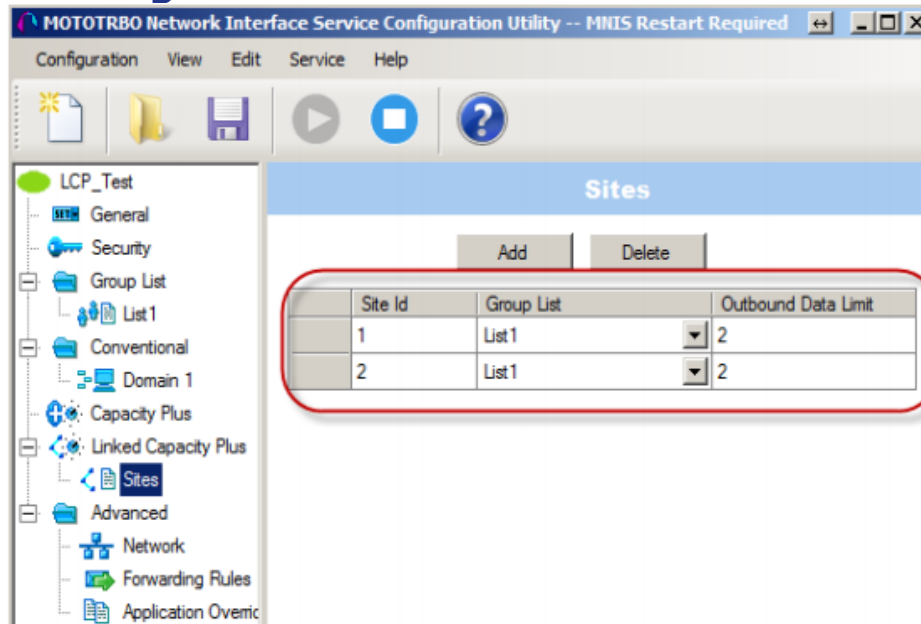 MOTOTRBO Network Interface Service Configuration Utility -- MNIS Restart Required
Configuration View Edit Service Help
?
LCP_Test
Sites
SET
General
Security
Add Delete
Group List
List1
Site Id Group List Outbound Data Limit
1 List1 2
2 List1 2
Conventional
Domain 1
Capacity Plus
Linked Capacity Plus
Sites
Advanced
Network
Forwarding Rules
Application